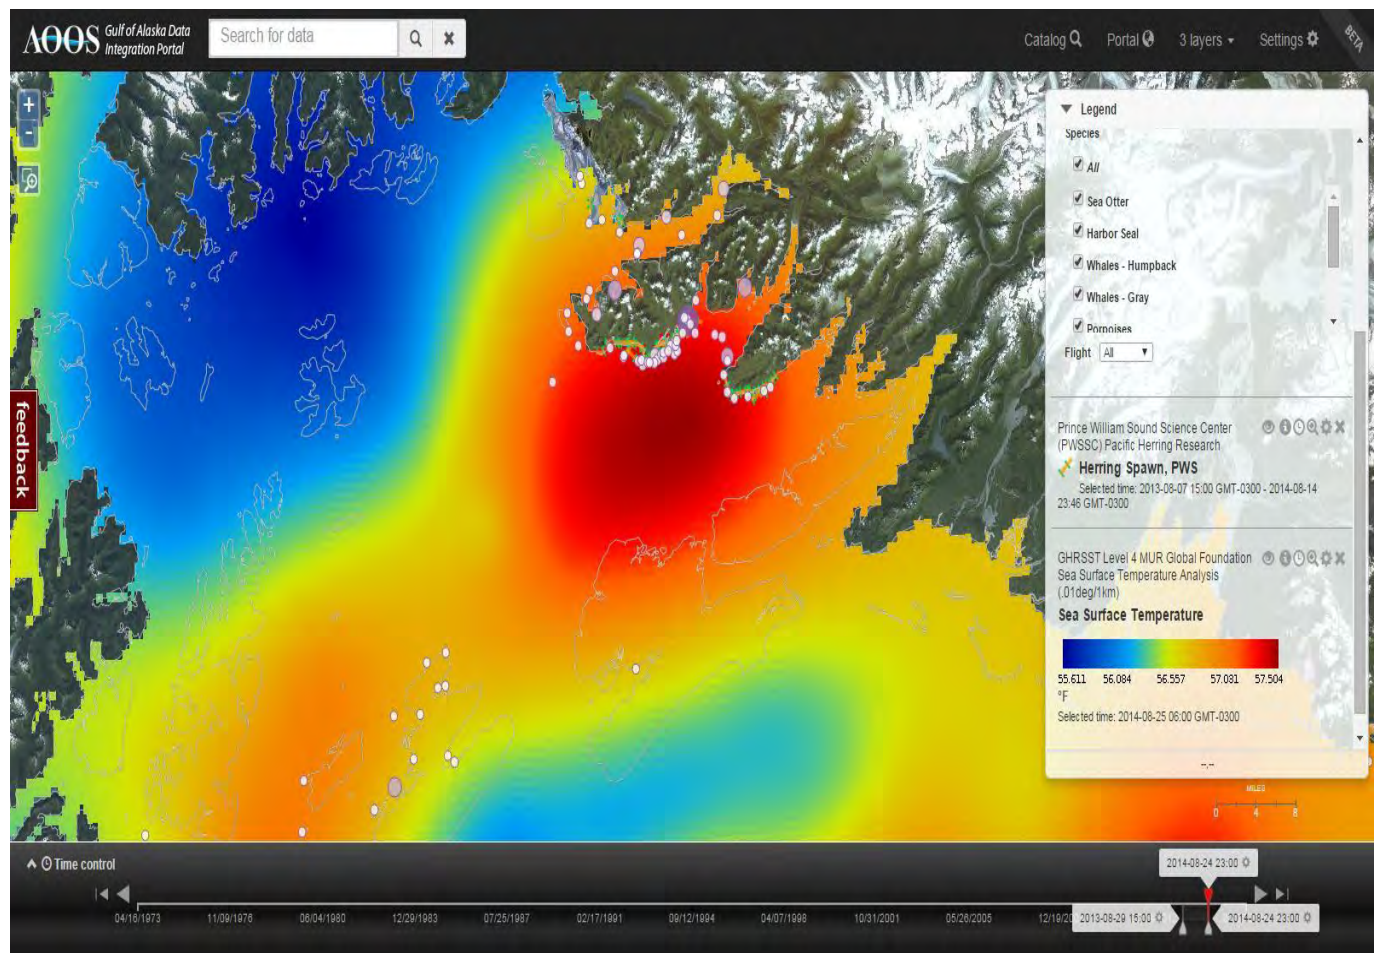 AOOS Gulf of Alaska Data
Integration Portal
Search for data
Catalog
Portal
3 layers
Settings
BETA
+
-
feedback
Legend
Species
All
Sea Otter
Harbor Seal
Whales - Humpback
Whales - Gray
Porpoises
Flight All
Prince William Sound Science Center
(PWSSC) Pacific Herring Research
Herring Spawn, PWS
Selected time: 2013-08-07 15:00 GMT-0300 - 2014-08-14
23:46 GMT-0300
GHRSST Level 4 MUR Global Foundation
Sea Surface Temperature Analysis
(.01deg/1km)
Sea Surface Temperature
55.611 56.084 56.557 57.031 57.504
°F
Selected time: 2014-08-25 06:00 GMT-0300
--.--
MILES
0 4 8
Time control
2014-08-24 23:00
04/16/1973 11/09/1976 06/04/1980 12/29/1983 07/25/1987 02/17/1991 09/12/1994 04/07/1998 10/31/2001 05/26/2005 12/19/20
2013-08-29 15:00
2014-08-24 23:00